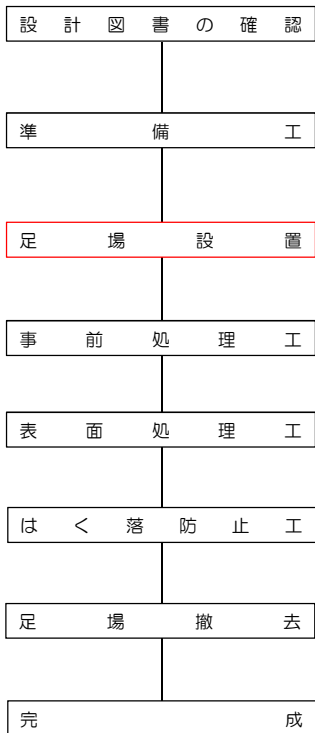 設計図書の確認
準備工
足場設置
事前処理工
表面処理工
はく落防止工
足場撤去
完成